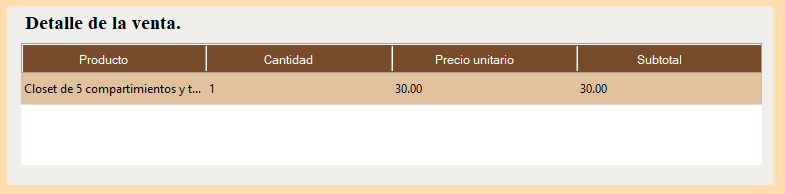 Detalle de la venta.
Producto Cantidad Precio unitario Subtotal
Closet de 5 compartimientos y t... 1 30.00 30.00